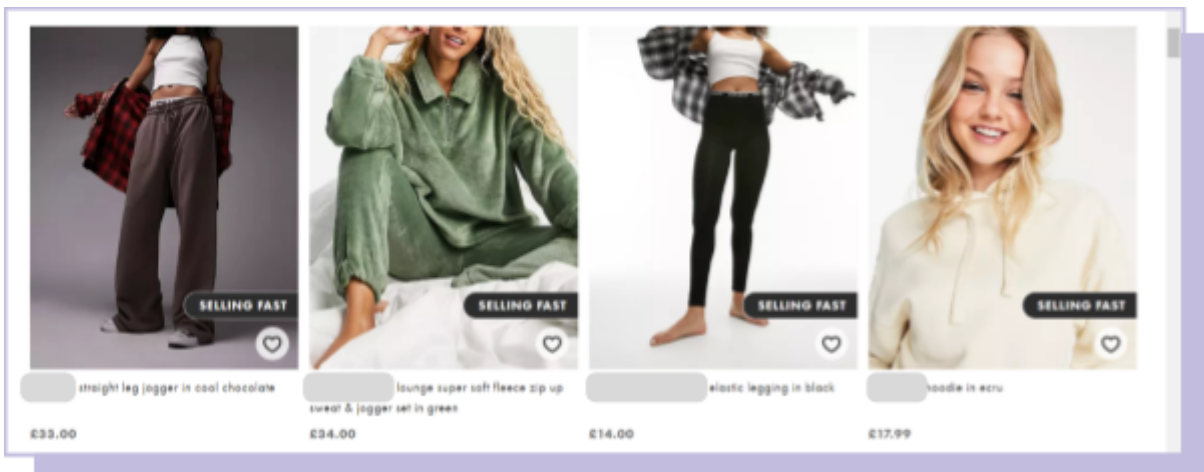 SELLING FAST
SELLING FAST
SELLING FAST
SELLING FAST
straight leg jogger in cool chocolate
lounge super soft fleece zip up
sweat & jogger set in green
elastic legging in black
hoodie in ecru
£33.00
£34.00
£14.00
£17.99